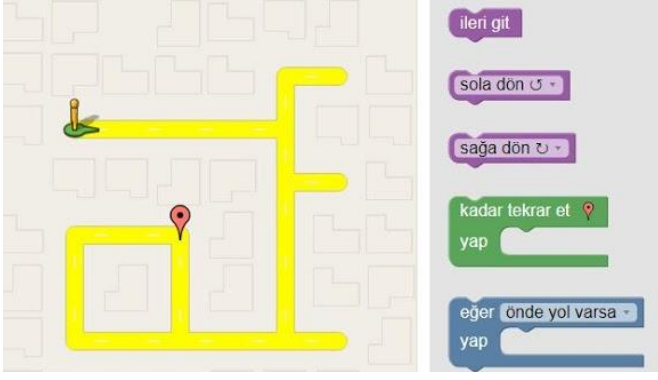 ileri git
sola dön ↺
sağa dön ↻
kadar tekrar et
yap
eğer önde yol varsa
yap